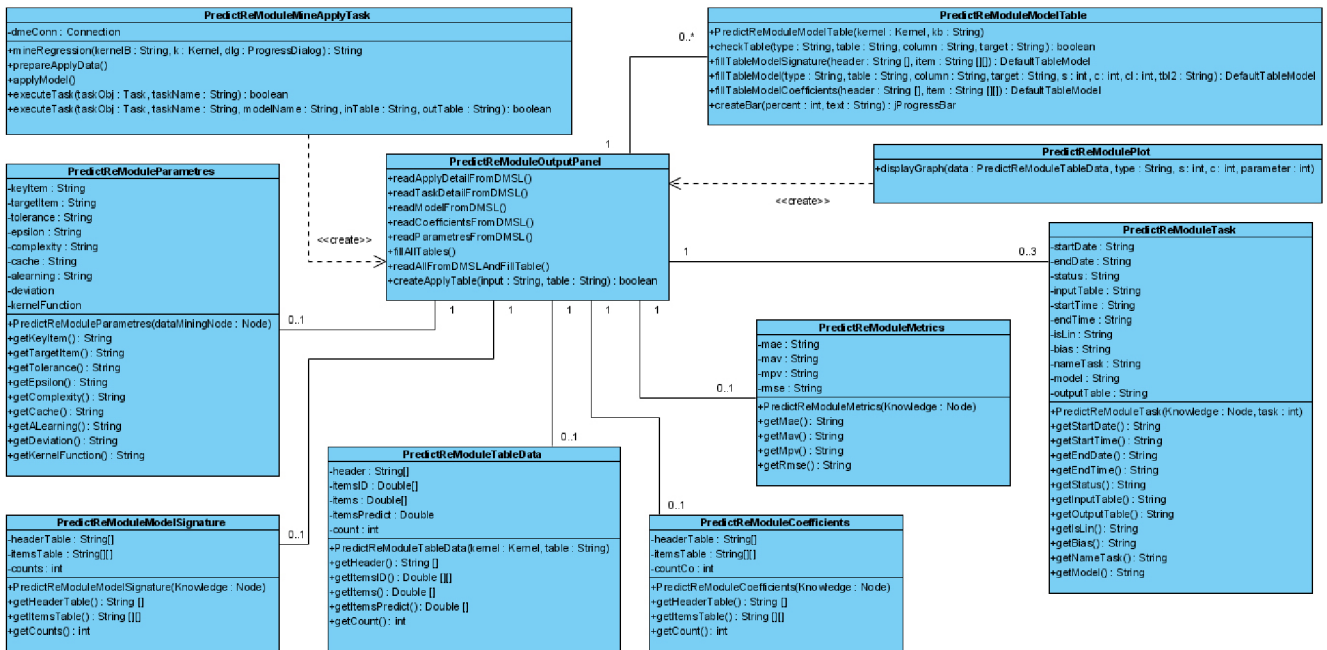 PredictReModuleMineApplyTask
-dmeConn : Connection
+mineRegression(kernelB : String, k : Kernel, dlg : ProgressDialog) : String
+prepareApplyData()
+applyModel()
+executeTask(taskObj : Task, taskName : String) : boolean
+executeTask(taskObj : Task, taskName : String, modelName : String, inTable : String, outTable : String) : boolean
PredictReModuleModelTable
+PredictReModuleModelTable(kernel : Kernel, kb : String)
+checkTable(type : String, table : String, column : String, target : String) : boolean
+fillTableModelSignature(header : String [], item : String [][]) : DefaultTableModel
+fillTableModel(type : String, table : String, column : String, target : String, s : int, c : int, cl : int, tbl2 : String) : DefaultTableModel
+fillTableModelCoefficients(header : String [], item : String [][]) : DefaultTableModel
+createBar(percent : int, text : String) : jProgressBar
0..*
1
PredictReModuleOutputPanel
+readApplyDetailFromDMSL()
+readTaskDetailFromDMSL()
+readModelFromDMSL()
+readCoefficientsFromDMSL()
+readParametresFromDMSL()
+fillAllTables()
+readAllFromDMSLAndFillTable()
+createApplyTable(input : String, table : String) : boolean
PredictReModulePlot
+displayGraph(data : PredictReModuleTableData, type : String, s : int, c : int, parameter : int)
<<create>>
<<create>>
PredictReModuleParametres
-keyItem : String
-targetItem : String
-tolerance : String
-epsilon : String
-complexity : String
-cache : String
-alearning : String
-deviation
-kernelFunction
+PredictReModuleParametres(dataMiningNode : Node)
+getKeyItem() : String
+getTargetItem() : String
+getTolerance() : String
+getEpsilon() : String
+getComplexity() : String
+getCache() : String
+getALearning() : String
+getDeviation() : String
+getKernelFunction() : String
1
0..3
PredictReModuleTask
-startDate : String
-endDate : String
-status : String
-inputTable : String
-startTime : String
-endTime : String
-isLin : String
-bias : String
-nameTask : String
-model : String
-outputTable : String
+PredictReModuleTask(Knowledge : Node, task : int)
+getStartDate() : String
+getStartTime() : String
+getEndDate() : String
+getEndTime() : String
+getStatus() : String
+getInputTable() : String
+getOutputTable() : String
+getIsLin() : String
+getBias() : String
+getNameTask() : String
+getModel() : String
0..1
1
1
1
1
1
PredictReModuleMetrics
-mae : String
-mav : String
-mpv : String
-rmse : String
+PredictReModuleMetrics(Knowledge : Node)
+getMae() : String
+getMav() : String
+getMpv() : String
+getRmse() : String
0..1
0..1
PredictReModuleTableData
-header : String[]
-itemsID : Double[]
-items : Double[]
-itemsPredict : Double
-count : int
+PredictReModuleTableData(kernel : Kernel, table : String)
+getHeader() : String []
+getItemsID() : Double [][]
+getItems() : Double []
+getItemsPredict() : Double []
+getCount() : int
0..1
PredictReModuleModelSignature
-headerTable : String[]
-itemsTable : String[][]
-counts : int
+PredictReModuleModelSignature(Knowledge : Node)
+getHeaderTable() : String []
+getItemsTable() : String [][]
+getCounts() : int
0..1
PredictReModuleCoefficients
-headerTable : String[]
-itemsTable : String[][]
-countCo : int
+PredictReModuleCoefficients(Knowledge : Node)
+getHeaderTable() : String []
+getItemsTable() : String [][]
+getCount() : int